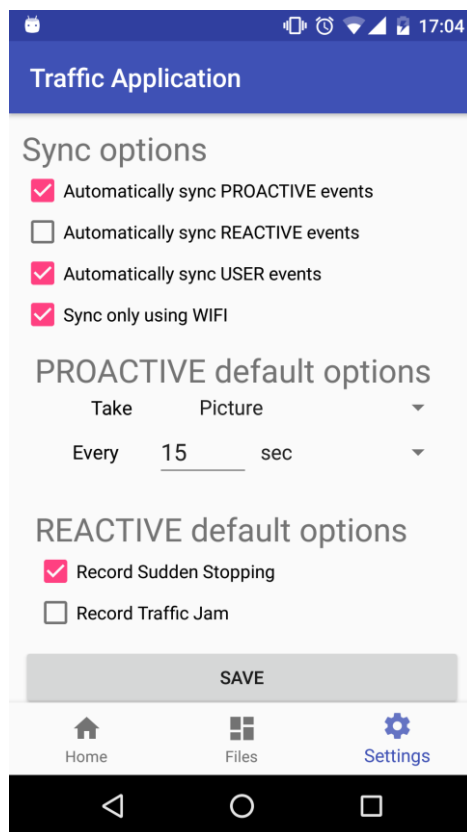 17:04
Traffic Application
Sync options
Automatically sync PROACTIVE events
Automatically sync REACTIVE events
Automatically sync USER events
Sync only using WIFI
PROACTIVE default options
Take Picture
Every 15 sec
REACTIVE default options
Record Sudden Stopping
Record Traffic Jam
SAVE
Home Files Settings